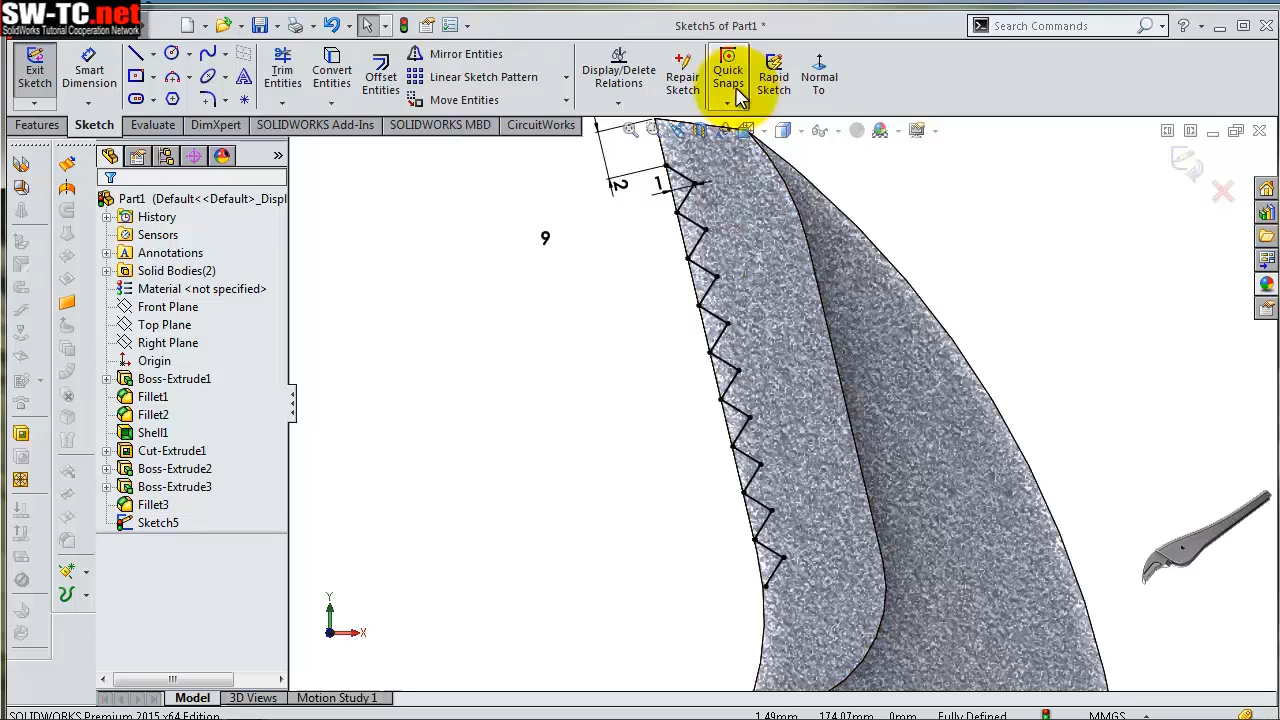 SW-TC.net
SolidWorks Tutorial Cooperation Network
Sketch5 of Part1
Search Commands
Exit Sketch
Smart Dimension
Trim Entities
Convert Entities
Offset Entities
Mirror Entities
Linear Sketch Pattern
Move Entities
Display/Delete Relations
Repair Sketch
Quick Snaps
Rapid Sketch
Normal To
Features
Sketch
Evaluate
DimXpert
SOLIDWORKS Add-Ins
SOLIDWORKS MBD
CircuitWorks
Part1 (Default<<Default>_Displ
History
Sensors
Annotations
Solid Bodies(2)
Material <not specified>
Front Plane
Top Plane
Right Plane
Origin
Boss-Extrude1
Fillet1
Fillet2
Shell1
Cut-Extrude1
Boss-Extrude2
Boss-Extrude3
Fillet3
Sketch5
2
1
9
Y
X
Model
3D Views
Motion Study 1
SOLIDWORKS Premium 2015 x64 Edition
1.49mm
174.07mm
0mm
Fully Defined
MMGS